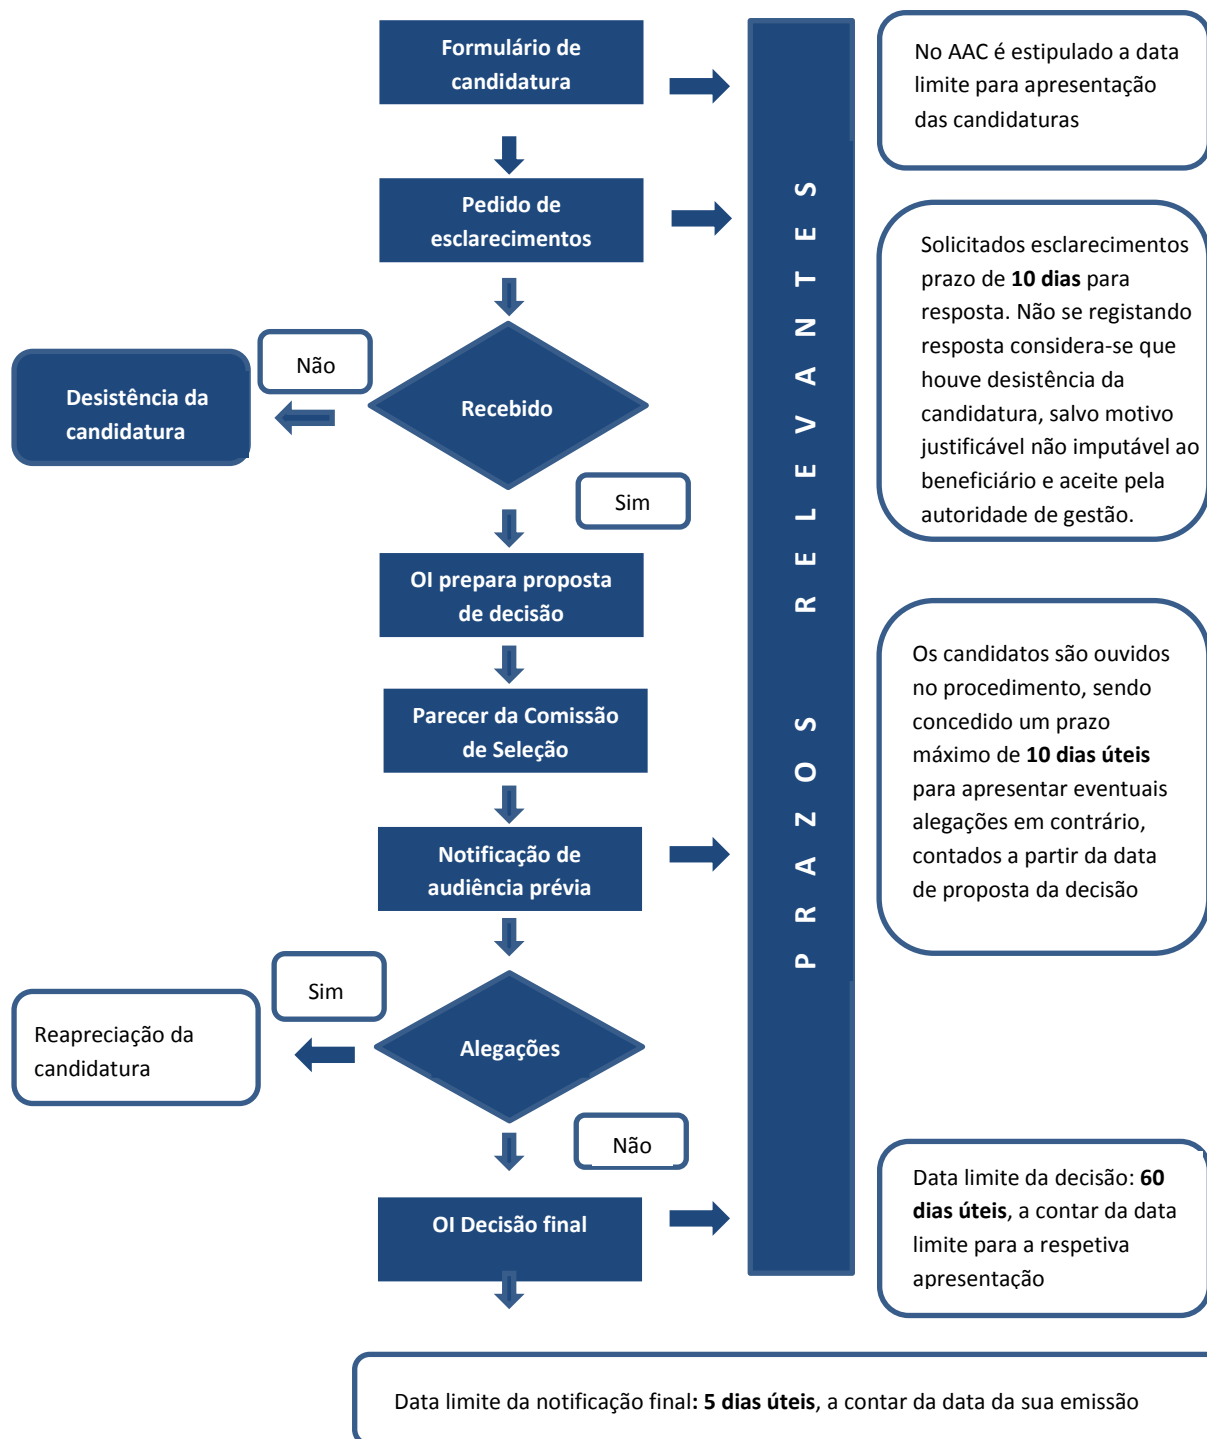 Formulário de
candidatura
No AAC é estipulado a data
limite para apresentação
das candidaturas
Pedido de
esclarecimentos
Solicitados esclarecimentos
prazo de 10 dias para
resposta. Não se registando
resposta considera-se que
houve desistência da
candidatura, salvo motivo
justificável não imputável ao
beneficiário e aceite pela
autoridade de gestão.
Não
Desistência da
candidatura
Recebido
Sim
PRAZOS RELEVANTES
OI prepara proposta
de decisão
Parecer da Comissão
de Seleção
Os candidatos são ouvidos
no procedimento, sendo
concedido um prazo
máximo de 10 dias úteis
para apresentar eventuais
alegações em contrário,
contados a partir da data
de proposta da decisão
Notificação de
audiência prévia
Sim
Reapreciação da
candidatura
Alegações
Não
OI Decisão final
Data limite da decisão: 60
dias úteis, a contar da data
limite para a respetiva
apresentação
Data limite da notificação final: 5 dias úteis, a contar da data da sua emissão